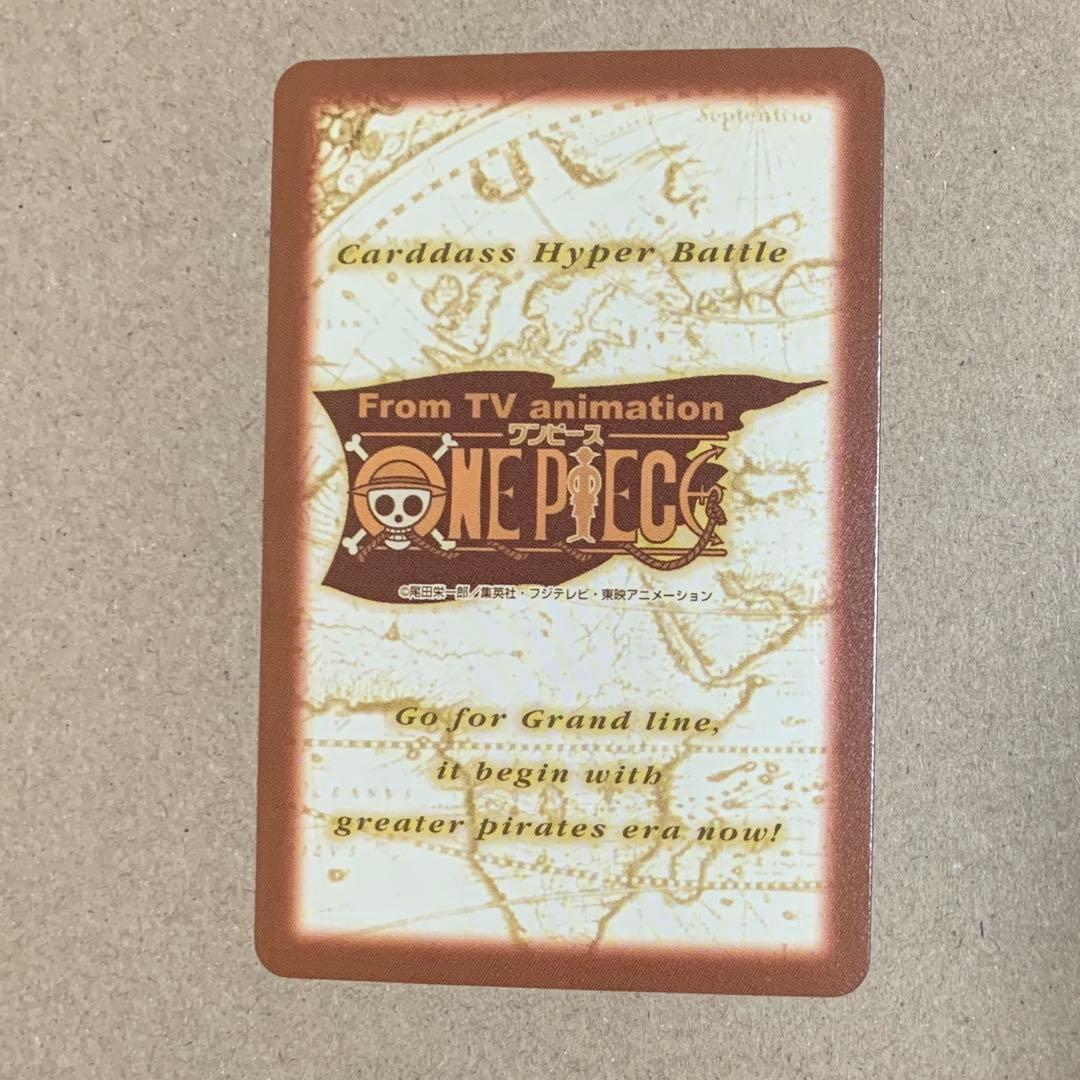 Septentrio
Carddass Hyper Battle
From TV animation
ワンピース
ONE PIECE
©尾田栄一郎／集英社・フジテレビ・東映アニメーション
Go for Grand line,
it begin with
greater pirates era now!